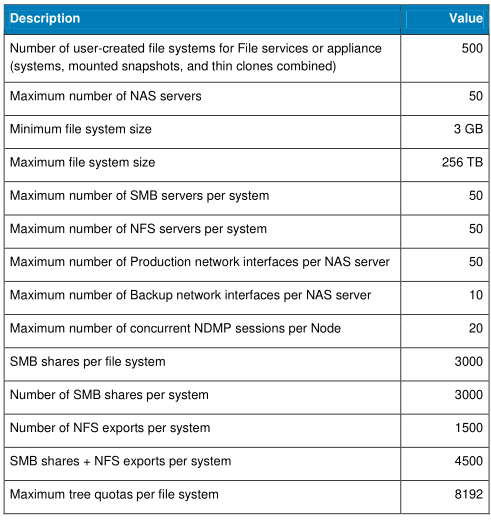 Description Value
Number of user-created file systems for File services or appliance 500
(systems, mounted snapshots, and thin clones combined)
Maximum number of NAS servers 50
Minimum file system size 3 GB
Maximum file system size 256 TB
Maximum number of SMB servers per system 50
Maximum number of NFS servers per system 50
Maximum number of Production network interfaces per NAS server 50
Maximum number of Backup network interfaces per NAS server 10
Maximum number of concurrent NDMP sessions per Node 20
SMB shares per file system 3000
Number of SMB shares per system 3000
Number of NFS exports per system 1500
SMB shares + NFS exports per system 4500
Maximum tree quotas per file system 8192